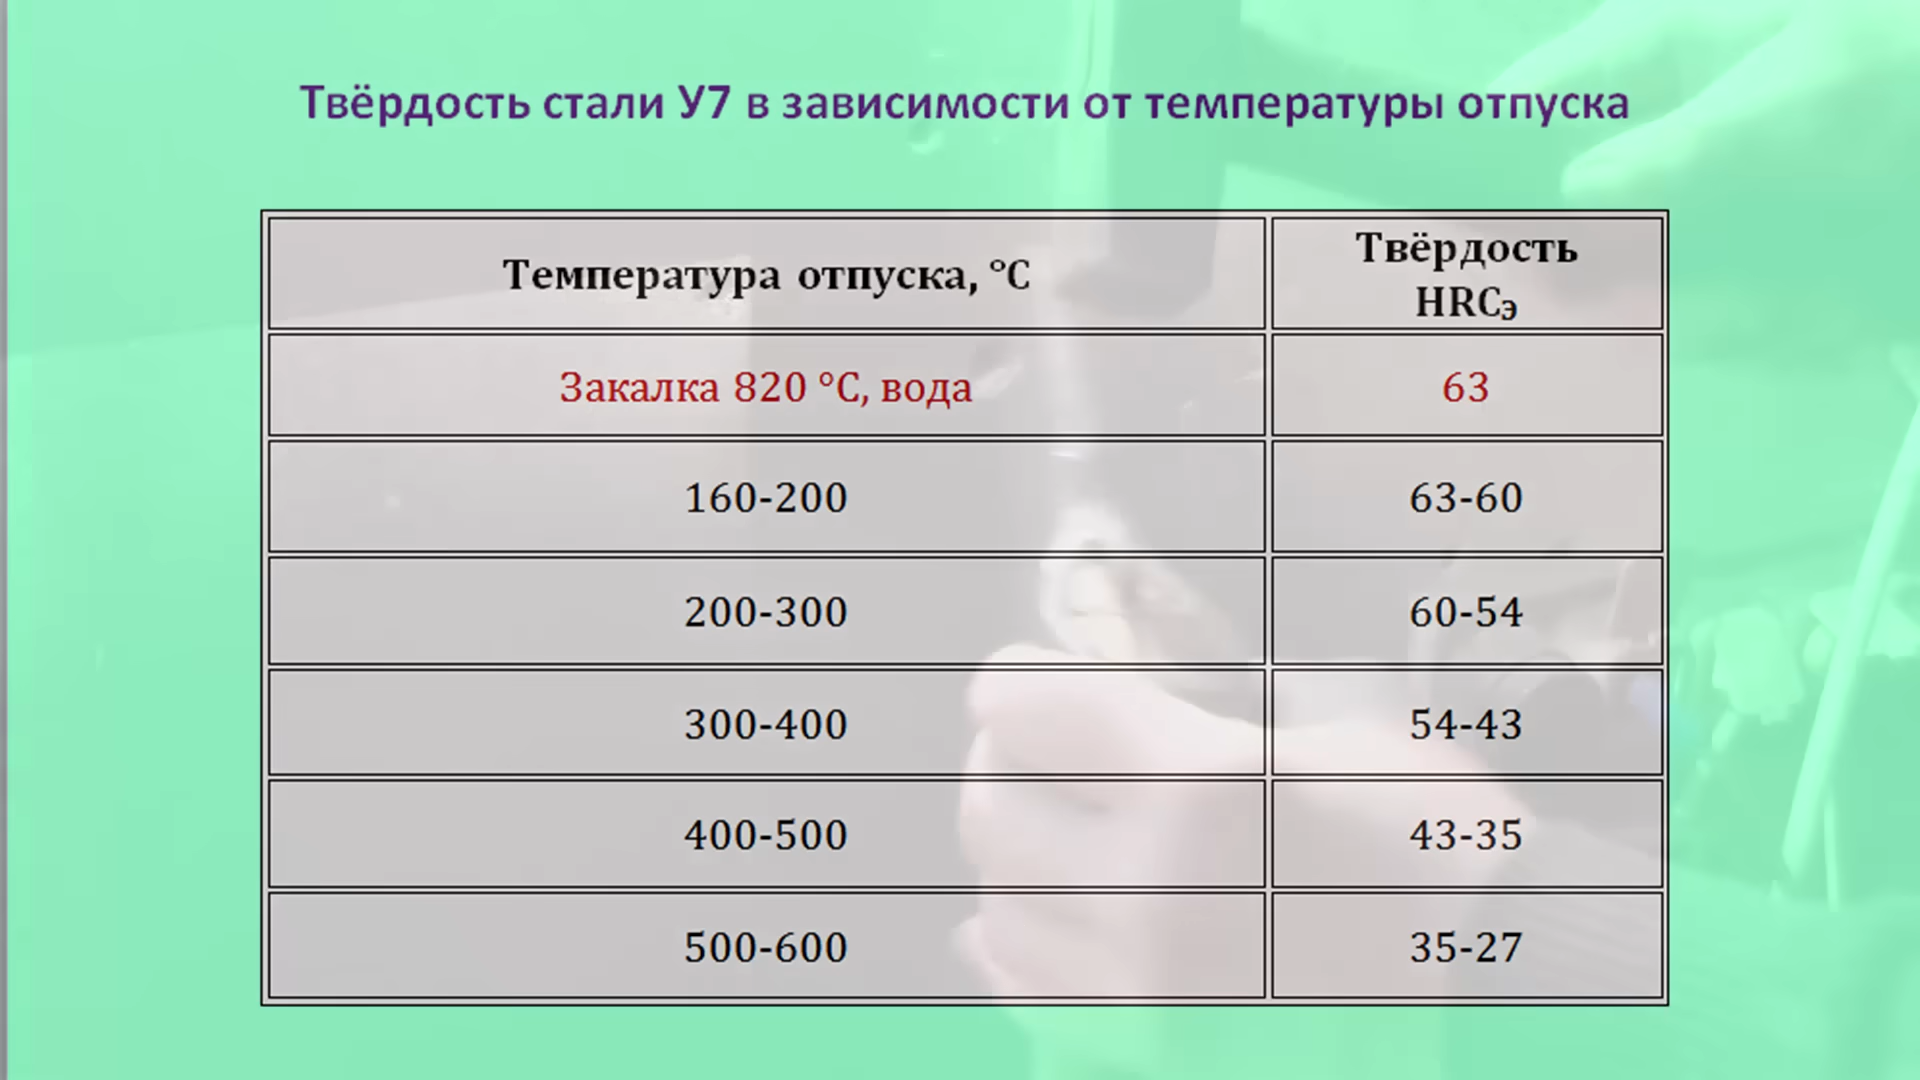 Твёрдость стали У7 в зависимости от температуры отпуска
Температура отпуска, °C
Твёрдость
HRCэ
Закалка 820 °C, вода
63
160-200
63-60
200-300
60-54
300-400
54-43
400-500
43-35
500-600
35-27